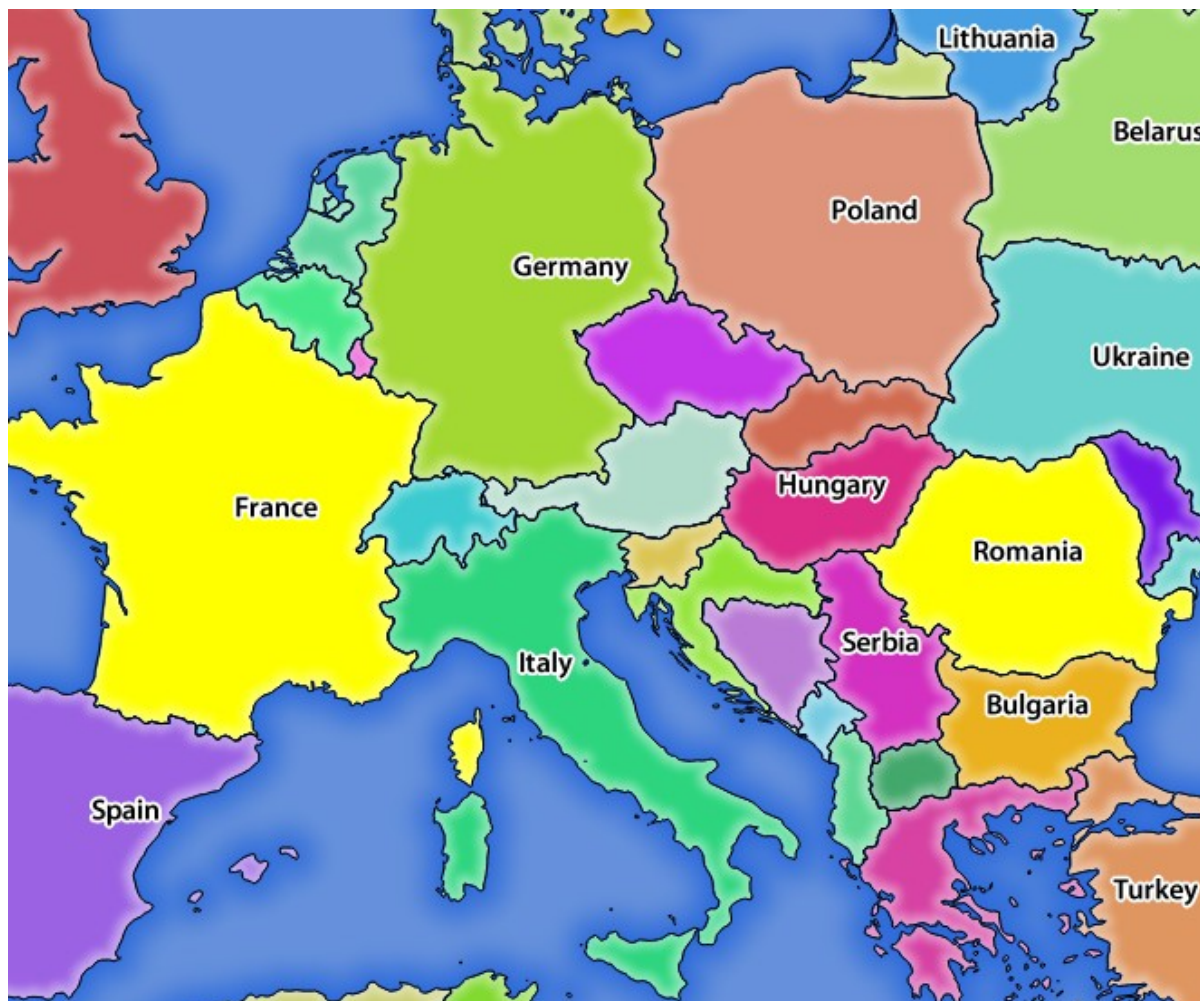 Lithuania
Belarus
Poland
Germany
Ukraine
Hungary
France
Romania
Serbia
Italy
Bulgaria
Spain
Turkey